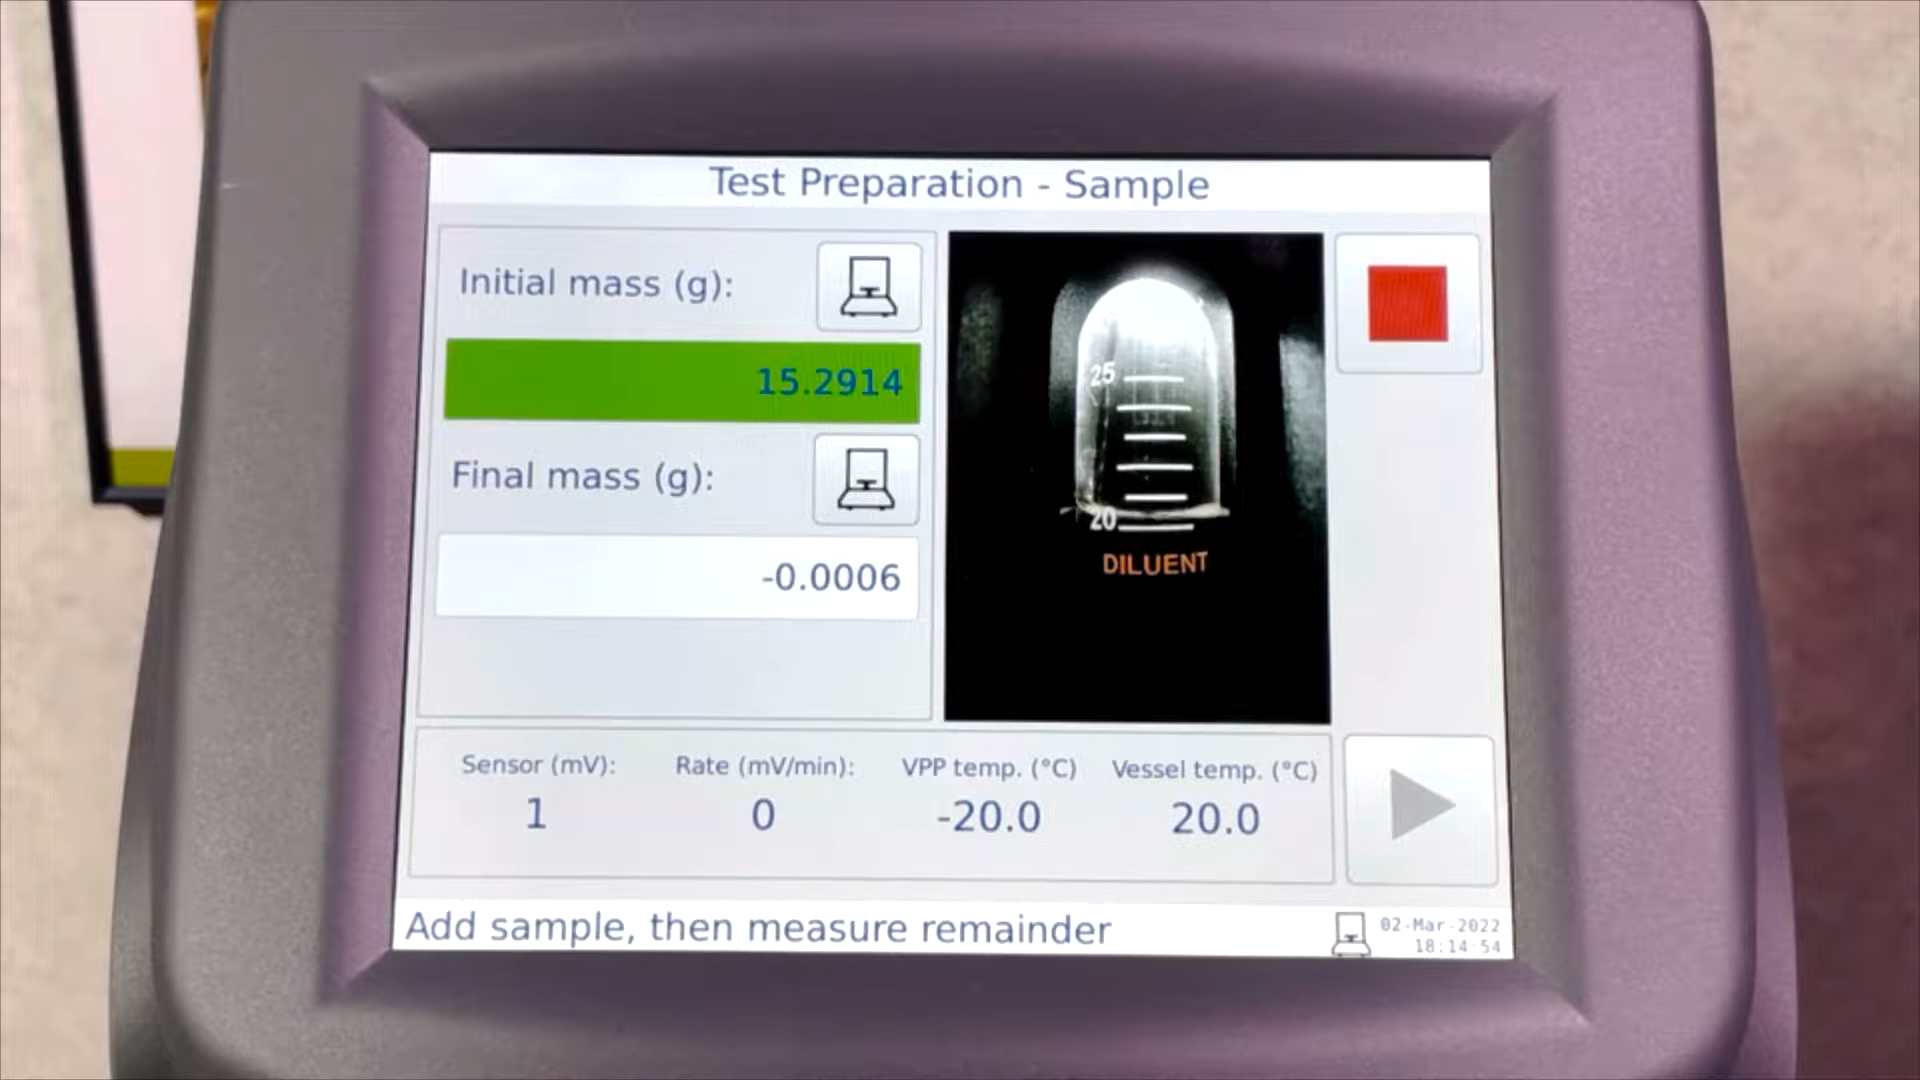 Test Preparation - Sample
Initial mass (g):
15.2914
Final mass (g):
-0.0006
25
20
DILUENT
Sensor (mV):
1
Rate (mV/min):
0
VPP temp. (°C)
-20.0
Vessel temp. (°C)
20.0
Add sample, then measure remainder
02-Mar-2022
18:14:54